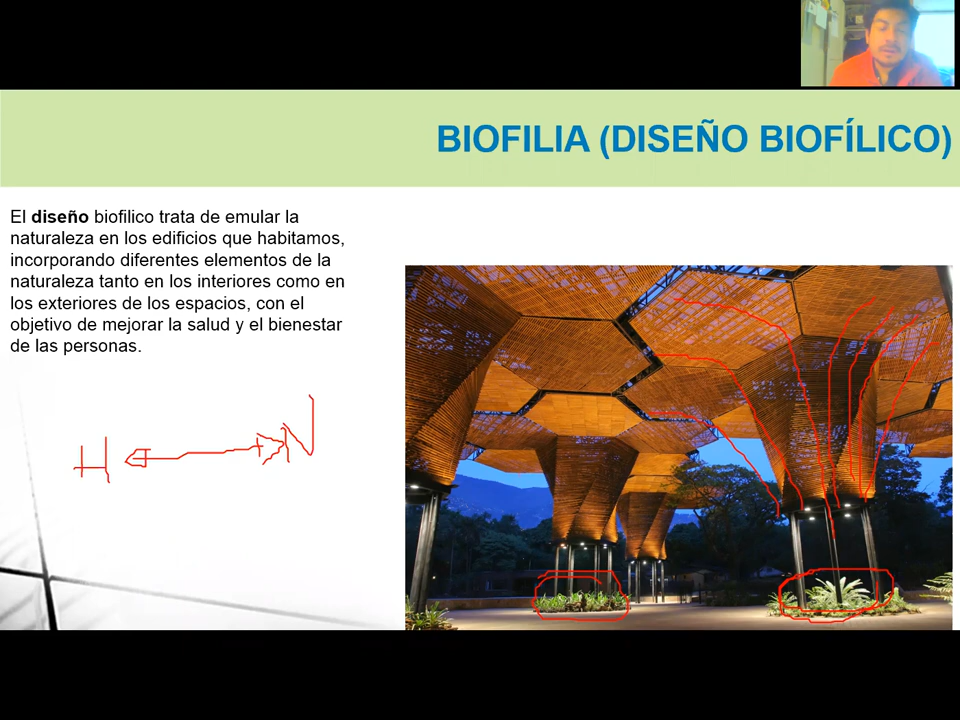 BIOFILIA (DISEÑO BIOFÍLICO)
El diseño biofilico trata de emular la
naturaleza en los edificios que habitamos,
incorporando diferentes elementos de la
naturaleza tanto en los interiores como en
los exteriores de los espacios, con el
objetivo de mejorar la salud y el bienestar
de las personas.
H N